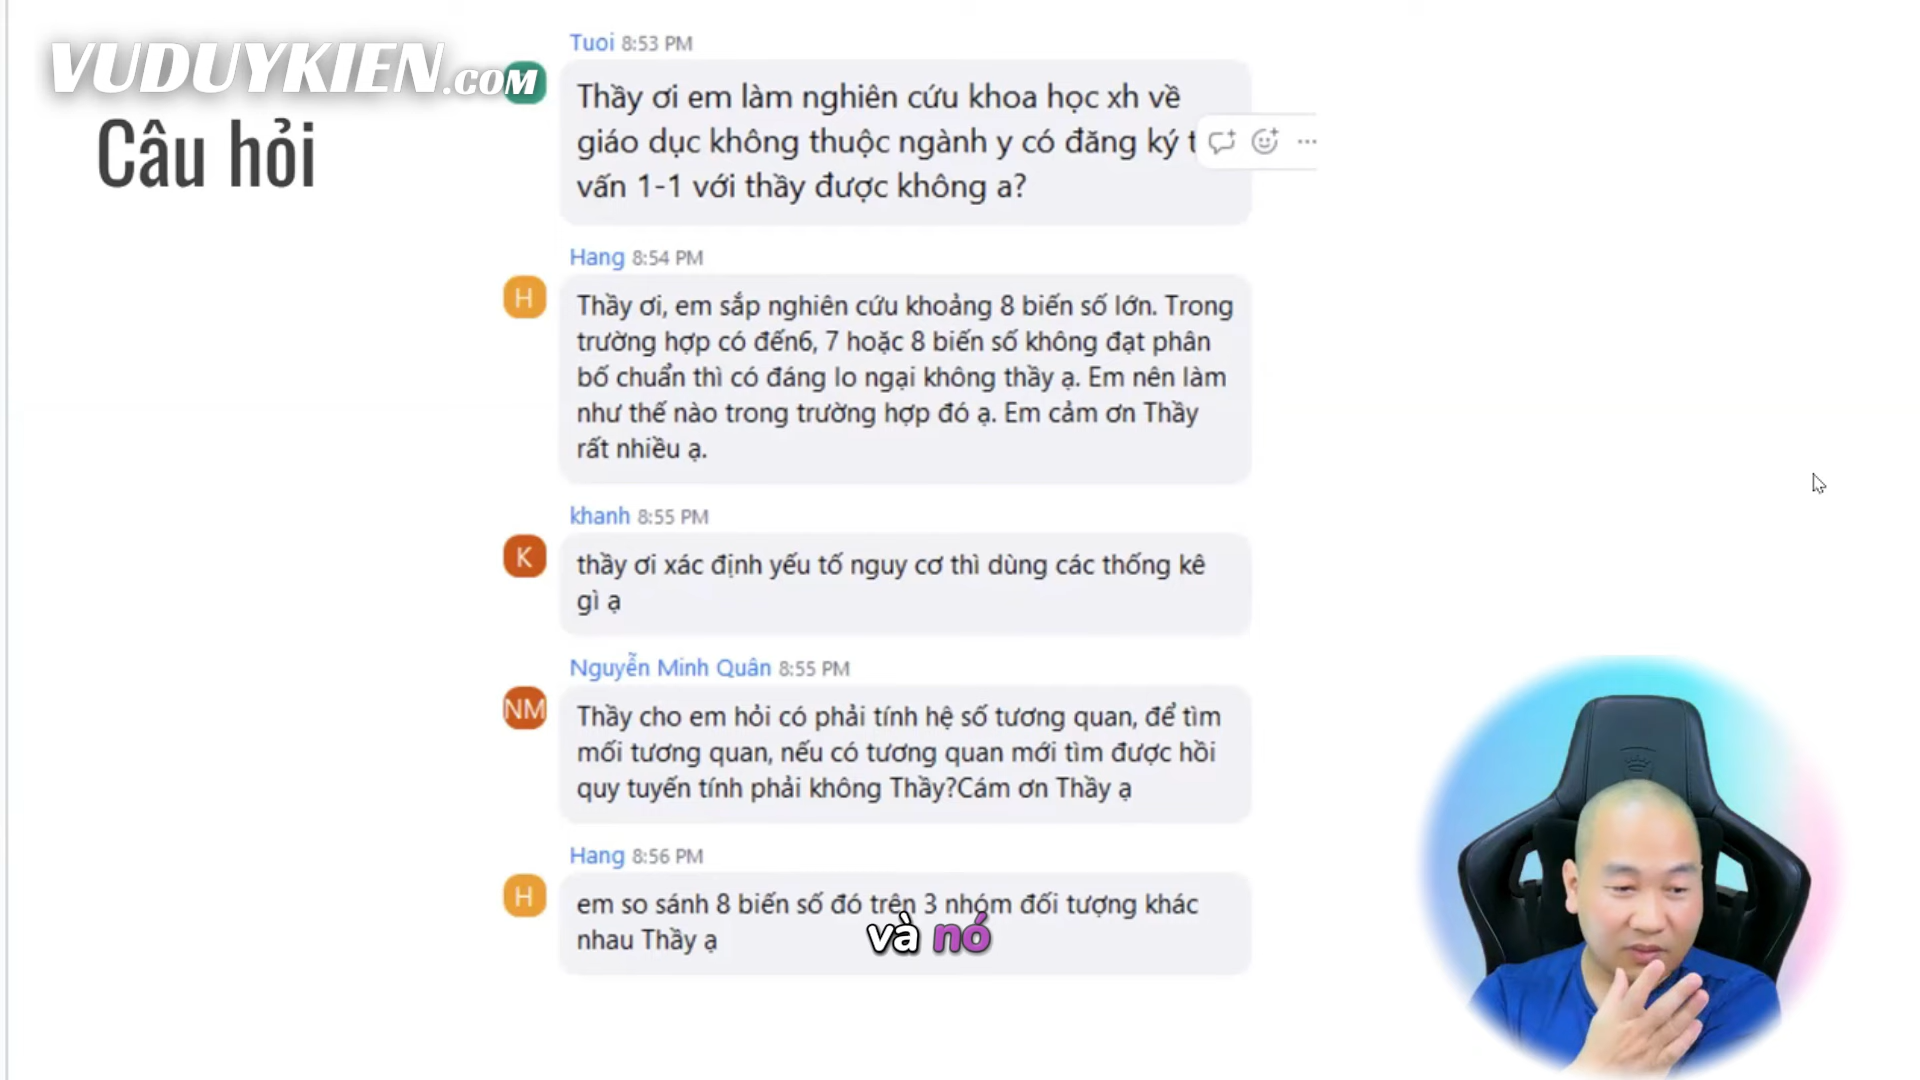 VUDUYKIEN.COM
Câu hỏi
Tuoi 8:53 PM
Thầy ơi em làm nghiên cứu khoa học xh về
giáo dục không thuộc ngành y có đăng ký t
vấn 1-1 với thầy được không a?
Hang 8:54 PM
H
Thầy ơi, em sắp nghiên cứu khoảng 8 biến số lớn. Trong
trường hợp có đến6, 7 hoặc 8 biến số không đạt phân
bố chuẩn thì có đáng lo ngại không thầy ạ. Em nên làm
như thế nào trong trường hợp đó ạ. Em cảm ơn Thầy
rất nhiều ạ.
khanh 8:55 PM
K
thầy ơi xác định yếu tố nguy cơ thì dùng các thống kê
gì ạ
Nguyễn Minh Quân 8:55 PM
NM
Thầy cho em hỏi có phải tính hệ số tương quan, để tìm
mối tương quan, nếu có tương quan mới tìm được hồi
quy tuyến tính phải không Thầy?Cám ơn Thầy ạ
Hang 8:56 PM
H
em so sánh 8 biến số đó trên 3 nhóm đối tượng khác
nhau Thầy ạ
và nó